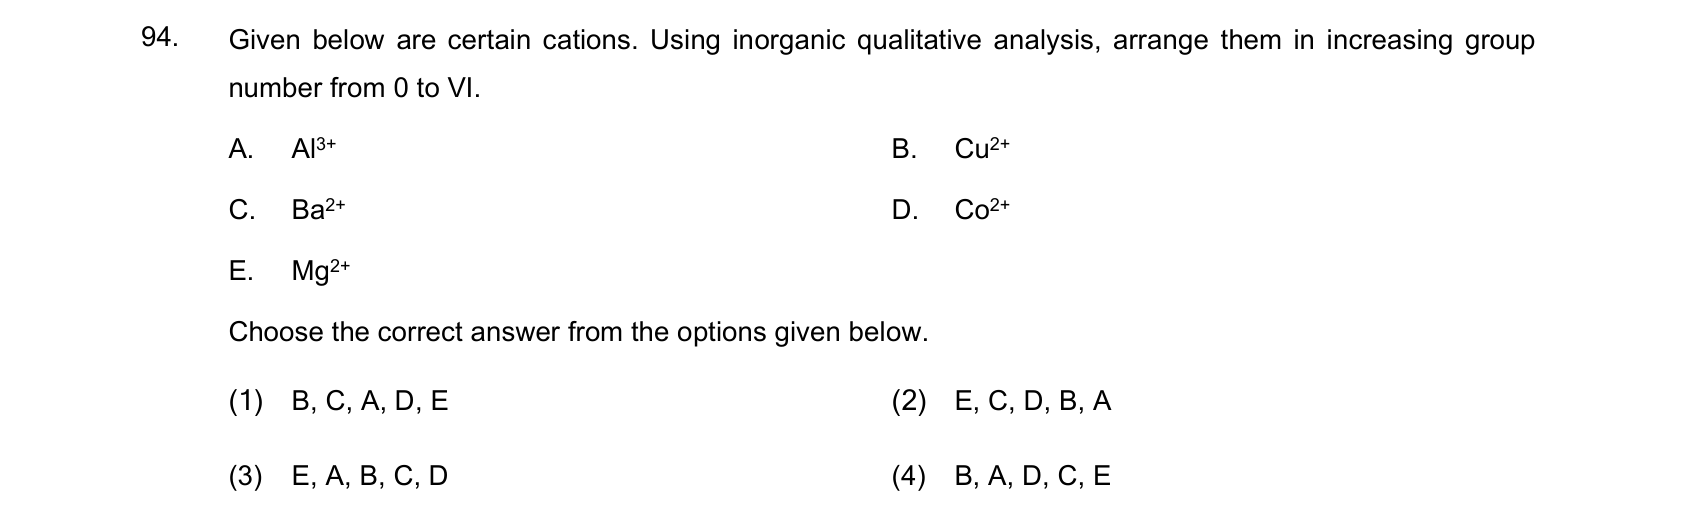 94. Given below are certain cations. Using inorganic qualitative analysis, arrange them in increasing group
number from 0 to VI.
A. Al³⁺ B. Cu²⁺
C. Ba²⁺ D. Co²⁺
E. Mg²⁺
Choose the correct answer from the options given below.
(1) B, C, A, D, E (2) E, C, D, B, A
(3) E, A, B, C, D (4) B, A, D, C, E